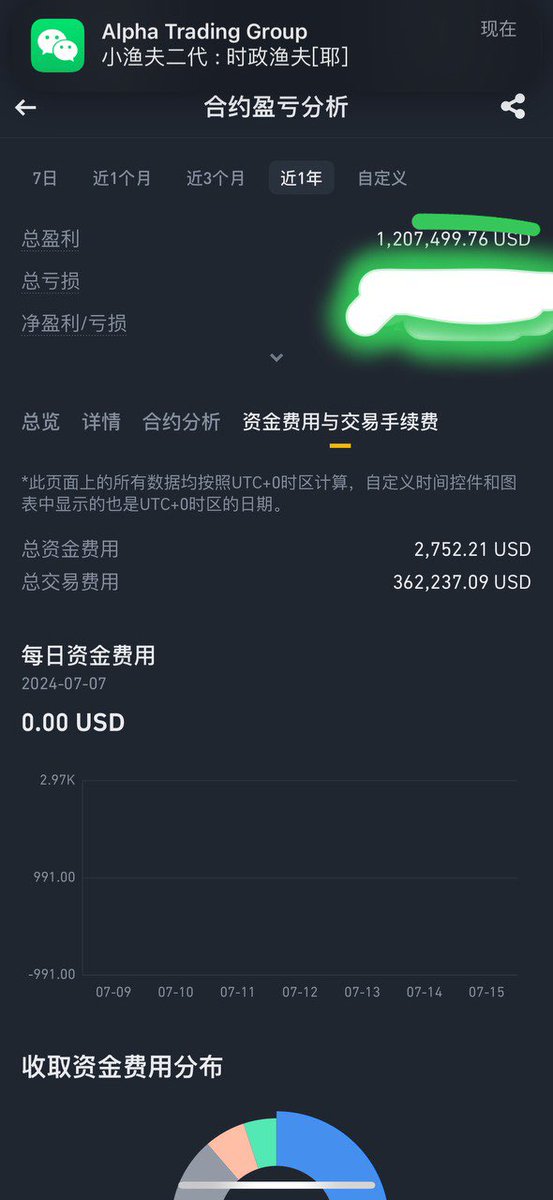 Alpha Trading Group
现在
小渔夫二代 : 时政渔夫[耶]
合约盈亏分析
7日 近1个月 近3个月 近1年 自定义
总盈利 1,207,499.76 USD
总亏损
净盈利/亏损
总览 详情 合约分析 资金费用与交易手续费
*此页面上的所有数据均按照UTC+0时区计算，自定义时间控件和图
表中显示的也是UTC+0时区的日期。
总资金费用 2,752.21 USD
总交易费用 362,237.09 USD
每日资金费用
2024-07-07
0.00 USD
2.97K
991.00
-991.00
07-09 07-10 07-11 07-12 07-13 07-14 07-15
收取资金费用分布